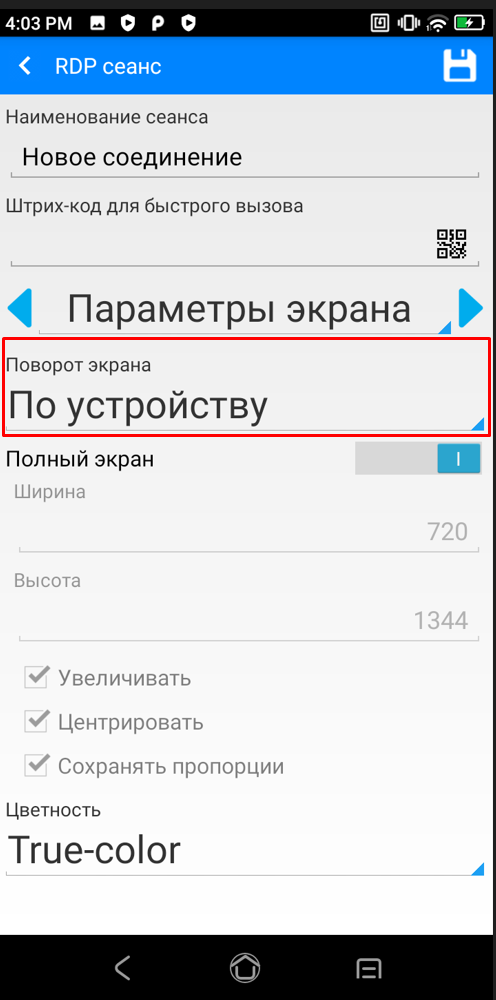 4:03 PM
RDP сеанс
Наименование сеанса
Новое соединение
Штрих-код для быстрого вызова
Параметры экрана
Поворот экрана
По устройству
Полный экран
Ширина
720
Высота
1344
Увеличивать
Центрировать
Сохранять пропорции
Цветность
True-color